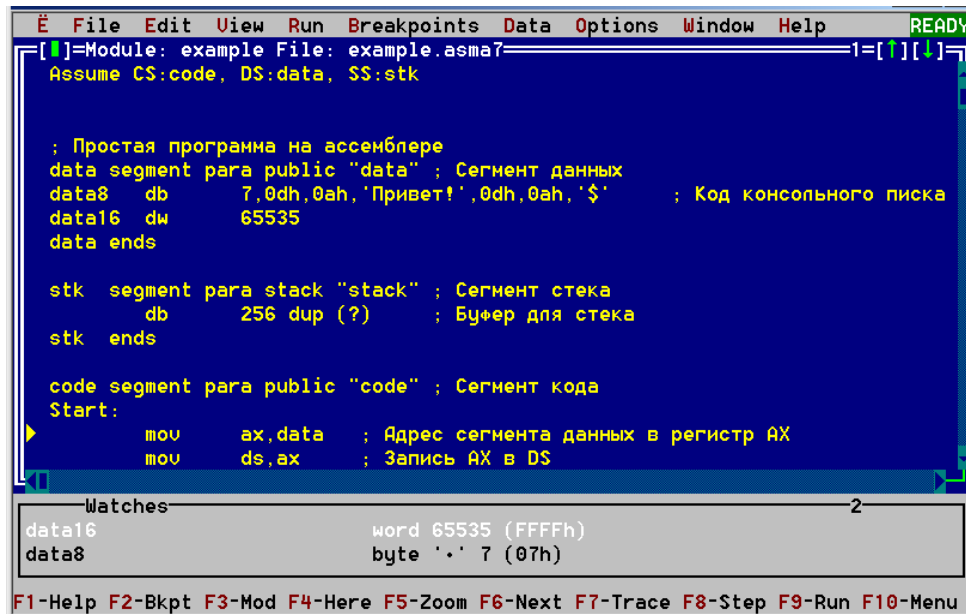 Ë File Edit View Run Breakpoints Data Options Window Help READY
[▮]=Module: example File: example.asma7 1=[↑][↓]
Assume CS:code, DS:data, SS:stk
; Простая программа на ассемблере
data segment para public "data" ; Сегмент данных
data8 db 7,0dh,0ah,'Привет!',0dh,0ah,'$' ; Код консольного писка
data16 dw 65535
data ends
stk segment para stack "stack" ; Сегмент стека
db 256 dup (?) ; Буфер для стека
stk ends
code segment para public "code" ; Сегмент кода
Start:
mov ax,data ; Адрес сегмента данных в регистр AX
mov ds,ax ; Запись AX в DS
Watches 2
data16 word 65535 (FFFFh)
data8 byte '•' 7 (07h)
F1-Help F2-Bkpt F3-Mod F4-Here F5-Zoom F6-Next F7-Trace F8-Step F9-Run F10-Menu